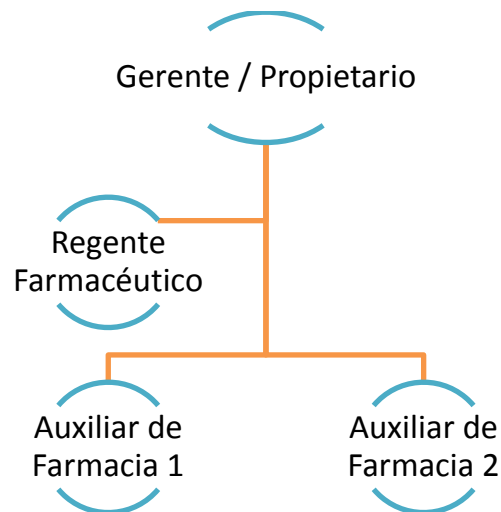 Gerente / Propietario
Regente
Farmacéutico
Auxiliar de
Farmacia 1
Auxiliar de
Farmacia 2